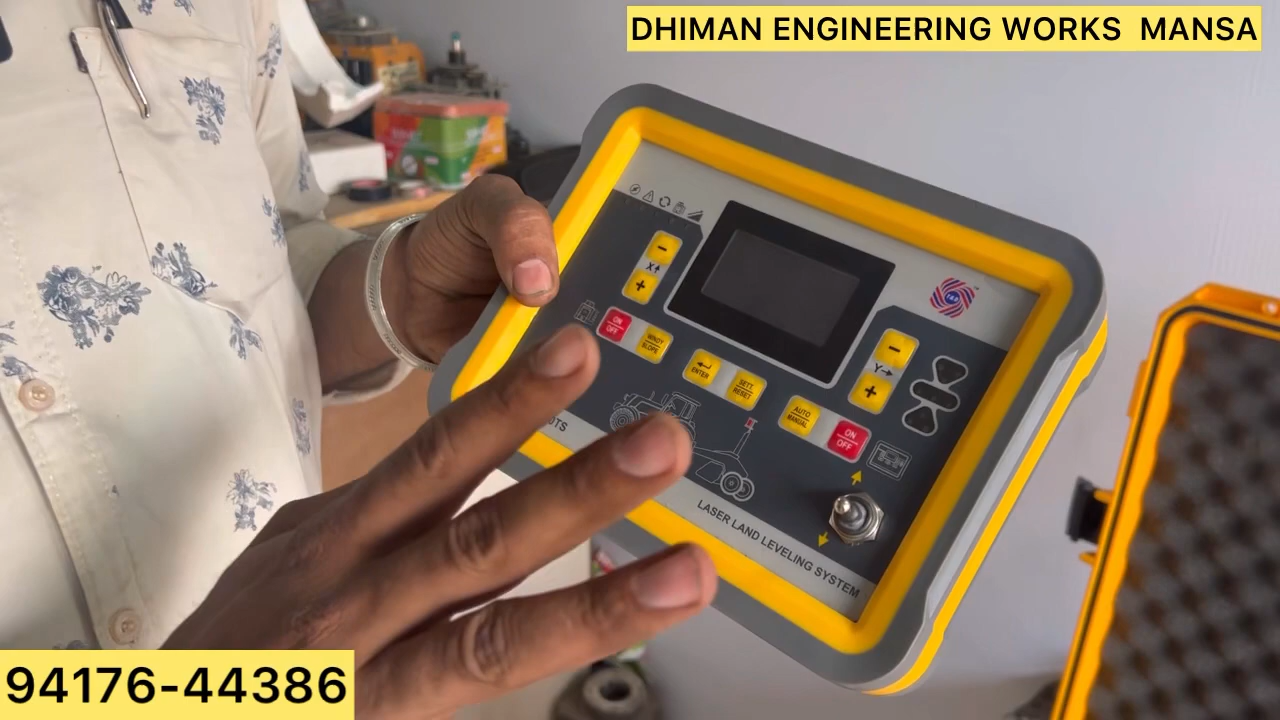 DHIMAN ENGINEERING WORKS MANSA
−
X
+
ON
OFF
WINDY
SLOPE
ENTER
SETT.
RESET
−
Y
+
AUTO
MANUAL
ON
OFF
LASER LAND LEVELING SYSTEM
94176-44386